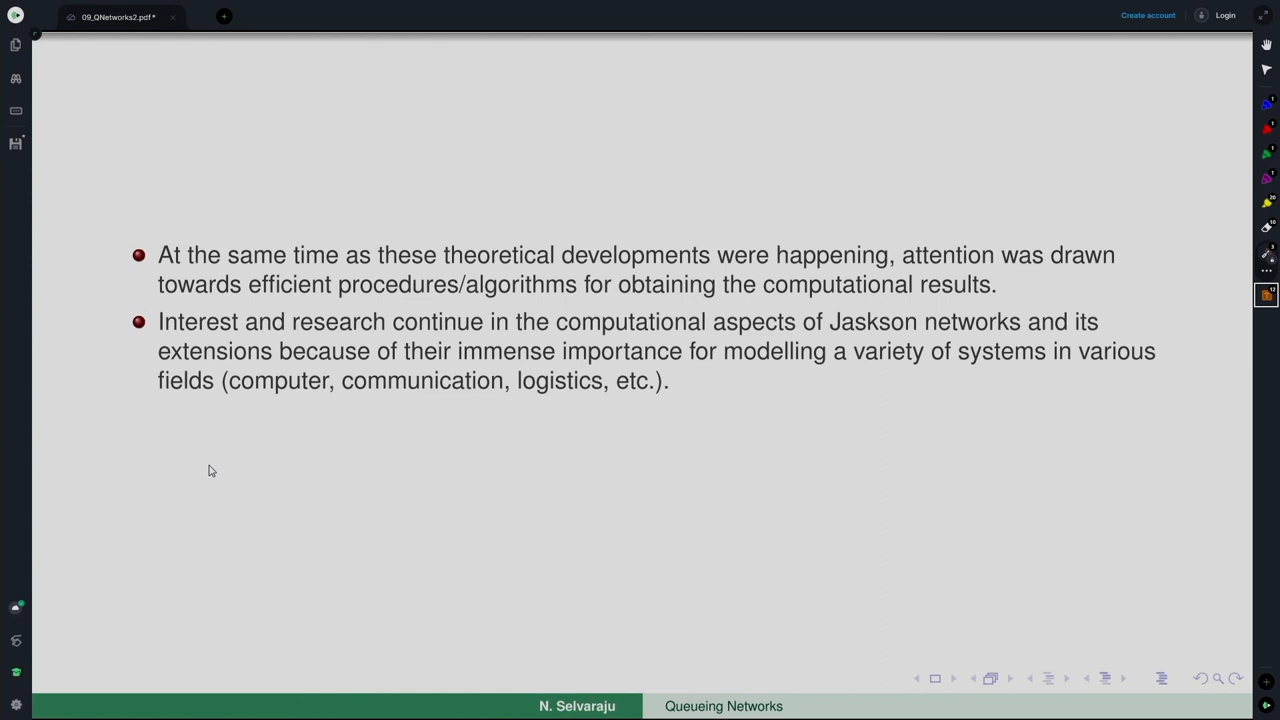 09_QNetworks2.pdf*
Create account
Login
At the same time as these theoretical developments were happening, attention was drawn
towards efficient procedures/algorithms for obtaining the computational results.
Interest and research continue in the computational aspects of Jaskson networks and its
extensions because of their immense importance for modelling a variety of systems in various
fields (computer, communication, logistics, etc.).
N. Selvaraju
Queueing Networks